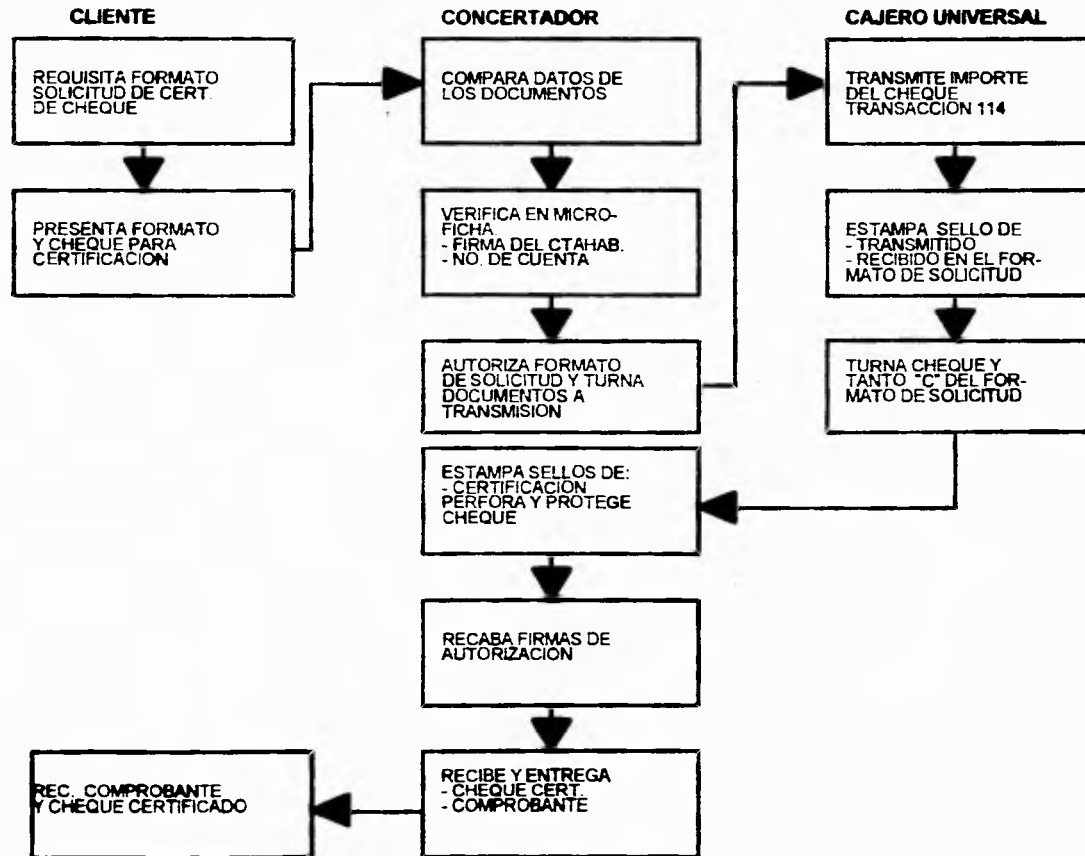 CLIENTE
CONCERTADOR
CAJERO UNIVERSAL
REQUISITA FORMATO
SOLICITUD DE CERT.
DE CHEQUE
PRESENTA FORMATO
Y CHEQUE PARA
CERTIFICACION
COMPARA DATOS DE
LOS DOCUMENTOS
VERIFICA EN MICRO-
FICHA.
- FIRMA DEL CTAHAB.
- NO. DE CUENTA
AUTORIZA FORMATO
DE SOLICITUD Y TURNA
DOCUMENTOS A
TRANSMISION
TRANSMITE IMPORTE
DEL CHEQUE
TRANSACCION 114
ESTAMPA SELLO DE
- TRANSMITIDO
- RECIBIDO EN EL FOR-
MATO DE SOLICITUD
TURNA CHEQUE Y
TANTO "C" DEL FOR-
MATO DE SOLICITUD
ESTAMPA SELLOS DE:
- CERTIFICACION
PERFORA Y PROTEGE
CHEQUE
RECABA FIRMAS DE
AUTORIZACION
RECIBE Y ENTREGA
- CHEQUE CERT.
- COMPROBANTE
REC. COMPROBANTE
Y CHEQUE CERTIFICADO